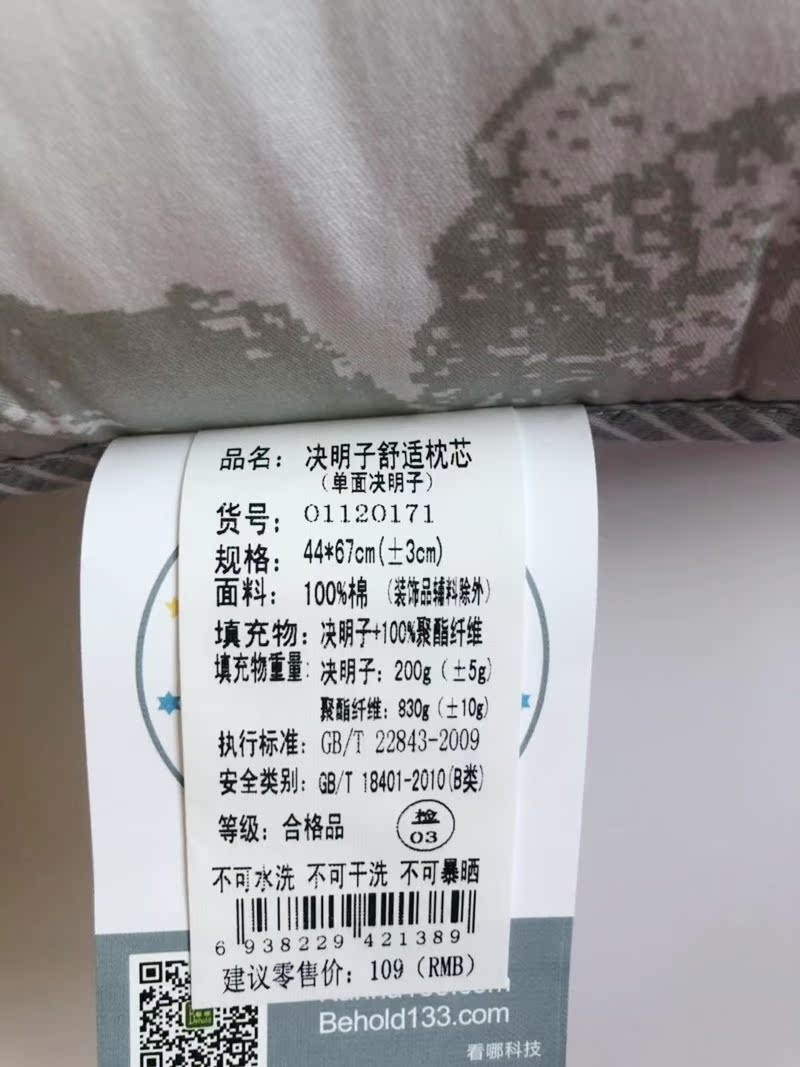 品名： 决明子舒适枕芯
（单面决明子）
货号： 01120171
规格： 44*67cm(±3cm)
面料： 100%棉 （装饰品辅料除外）
填充物： 决明子+100%聚酯纤维
填充物重量： 决明子：200g（±5g）
聚酯纤维：830g（±10g）
执行标准： GB/T 22843-2009
安全类别： GB/T 18401-2010(B类)
等级： 合格品
检
03
不可水洗 不可干洗 不可暴晒
6 938229 421389
建议零售价： 109（RMB）
Behold133.com
看哪科技